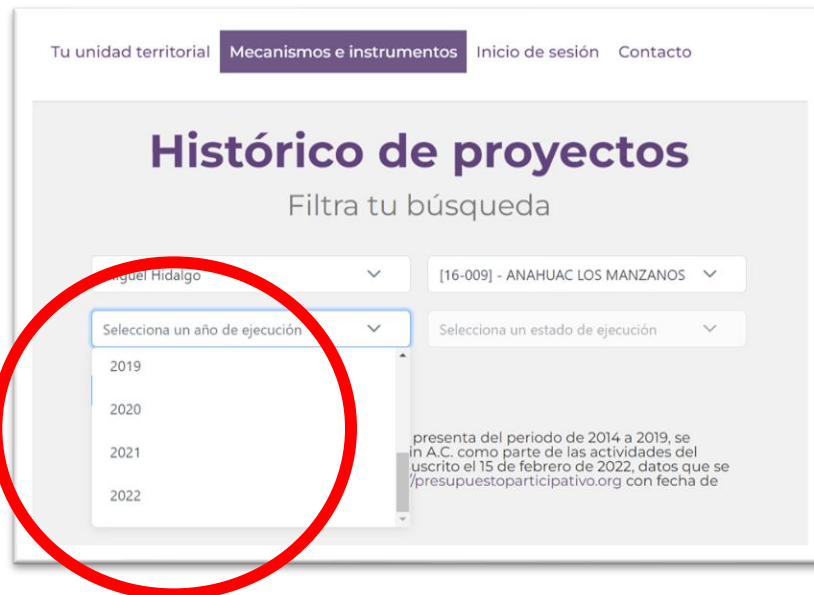 Tu unidad territorial Mecanismos e instrumentos Inicio de sesión Contacto
Histórico de proyectos
Filtra tu búsqueda
Miguel Hidalgo [16-009] - ANAHUAC LOS MANZANOS
Selecciona un año de ejecución Selecciona un estado de ejecución
2019
2020
2021
2022
presenta del periodo de 2014 a 2019, se
in A.C. como parte de las actividades del
uscrito el 15 de febrero de 2022, datos que se
//presupuestoparticipativo.org con fecha de